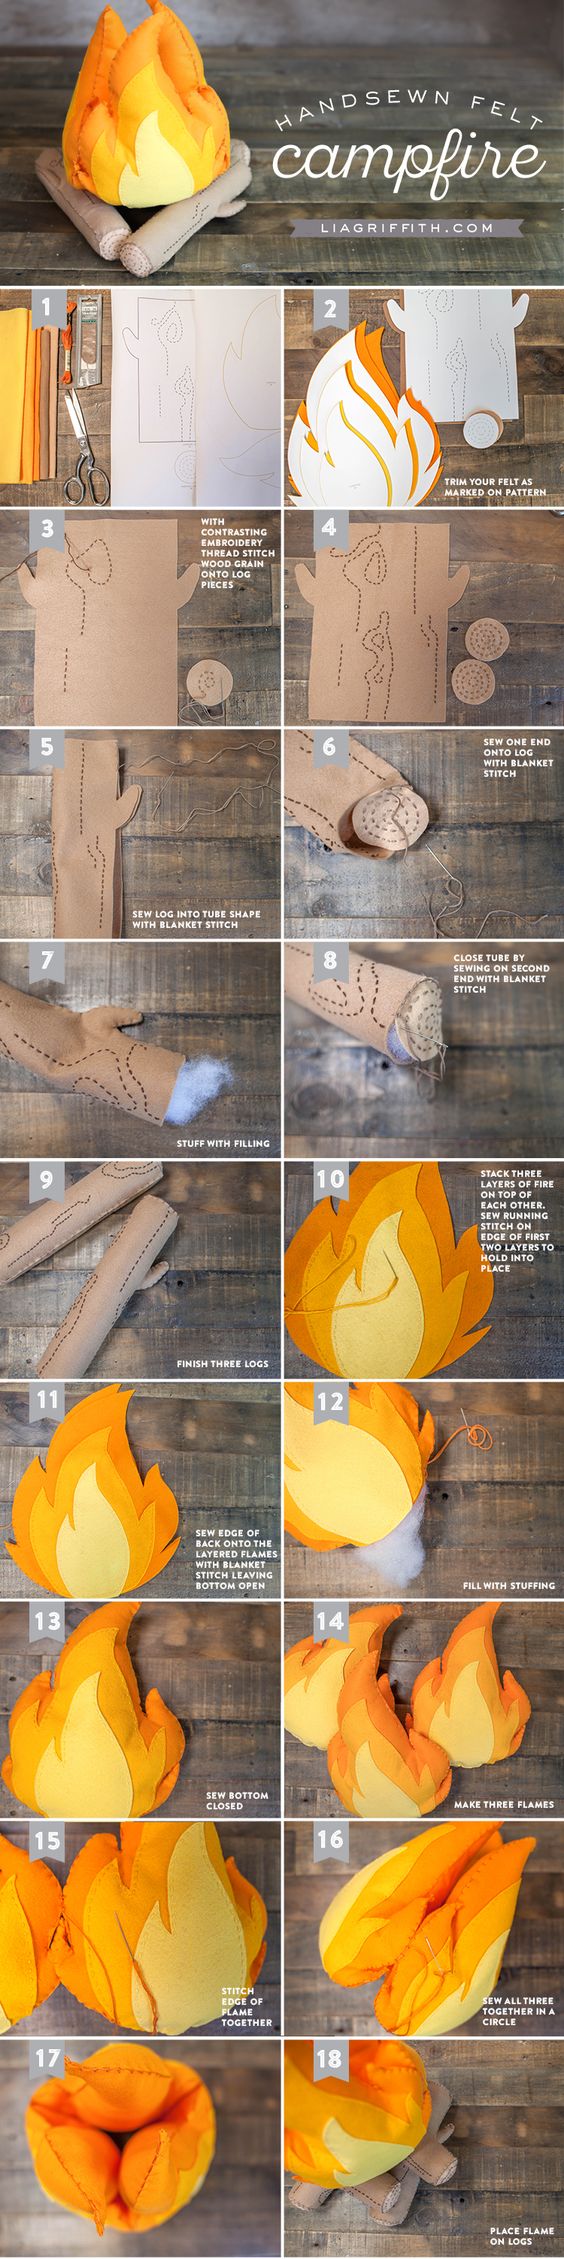 HANDSEWN FELT
campfire
LIAGRIFFITH.COM
1
2
TRIM YOUR FELT AS
MARKED ON PATTERN
3
WITH
CONTRASTING
EMBROIDERY
THREAD STITCH
WOOD GRAIN
ONTO LOG
PIECES
4
5
SEW LOG INTO TUBE SHAPE
WITH BLANKET STITCH
6
SEW ONE END
ONTO LOG
WITH BLANKET
STITCH
7
STUFF WITH FILLING
8
CLOSE TUBE BY
SEWING ON SECOND
END WITH BLANKET
STITCH
9
FINISH THREE LOGS
10
STACK THREE
LAYERS OF FIRE
ON TOP OF
EACH OTHER.
SEW RUNNING
STITCH ON
EDGE OF FIRST
TWO LAYERS TO
HOLD INTO
PLACE
11
SEW EDGE OF
BACK ONTO THE
LAYERED FLAMES
WITH BLANKET
STITCH LEAVING
BOTTOM OPEN
12
FILL WITH STUFFING
13
SEW BOTTOM
CLOSED
14
MAKE THREE FLAMES
15
STITCH
EDGE OF
FLAME
TOGETHER
16
SEW ALL THREE
TOGETHER IN A
CIRCLE
17
18
PLACE FLAME
ON LOGS